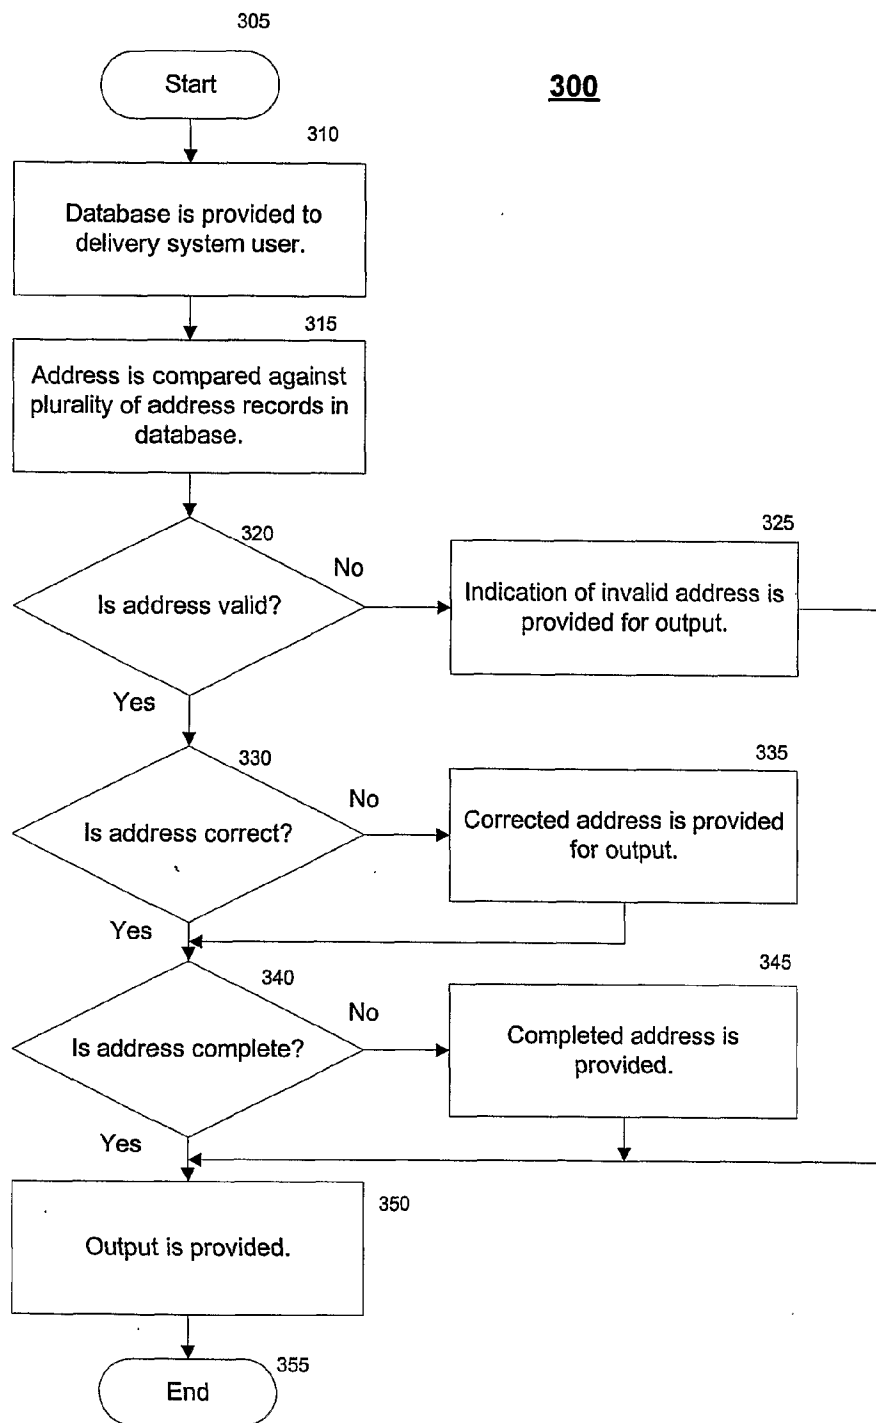 305
Start
300
310
Database is provided to
delivery system user.
315
Address is compared against
plurality of address records in
database.
320
Is address valid?
No
325
Indication of invalid address is
provided for output.
Yes
330
Is address correct?
No
335
Corrected address is provided
for output.
Yes
340
Is address complete?
No
345
Completed address is
provided.
Yes
350
Output is provided.
355
End